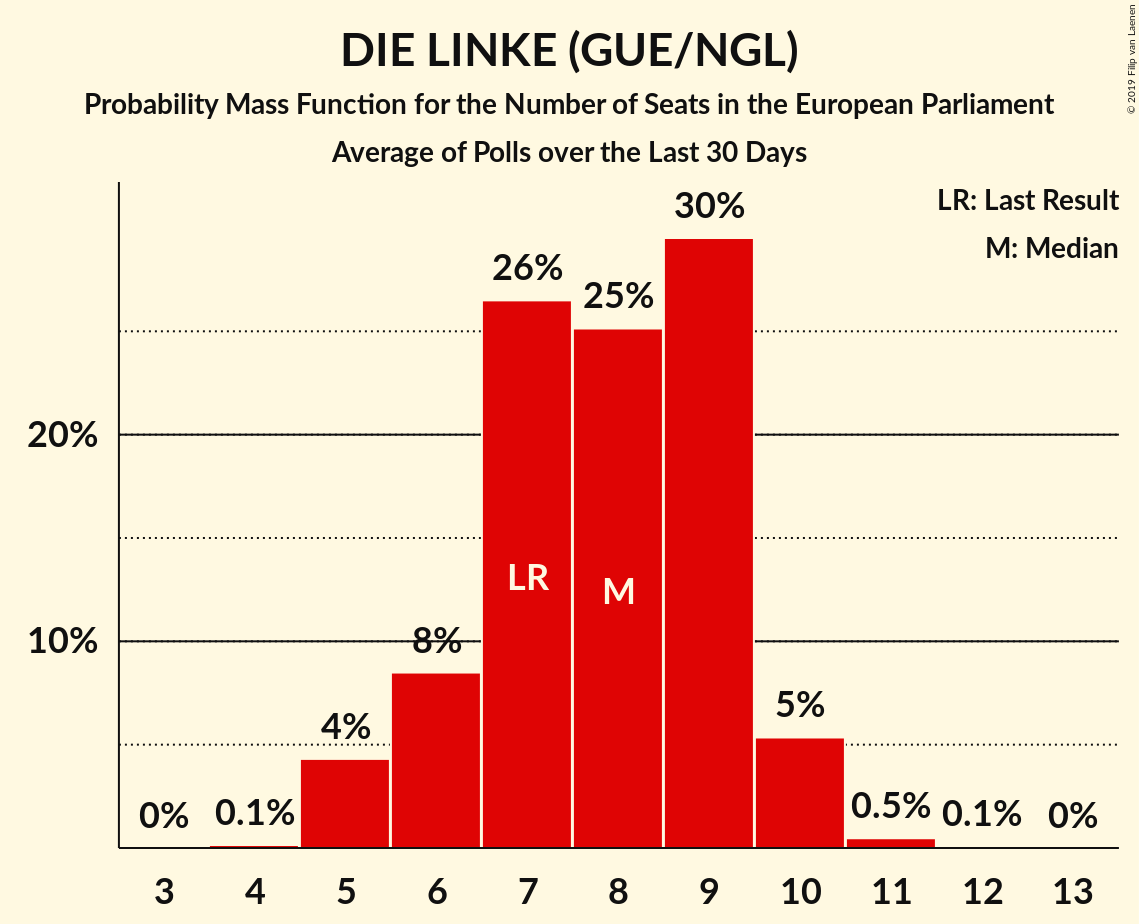 DIE LINKE (GUE/NGL)
Probability Mass Function for the Number of Seats in the European Parliament
Average of Polls over the Last 30 Days
© 2019 Filip van Laenen
LR: Last Result
M: Median
30%
26%
25%
20%
LR
M
10%
8%
5%
4%
0%
0.1%
0.5%
0.1%
0%
3 4 5 6 7 8 9 10 11 12 13